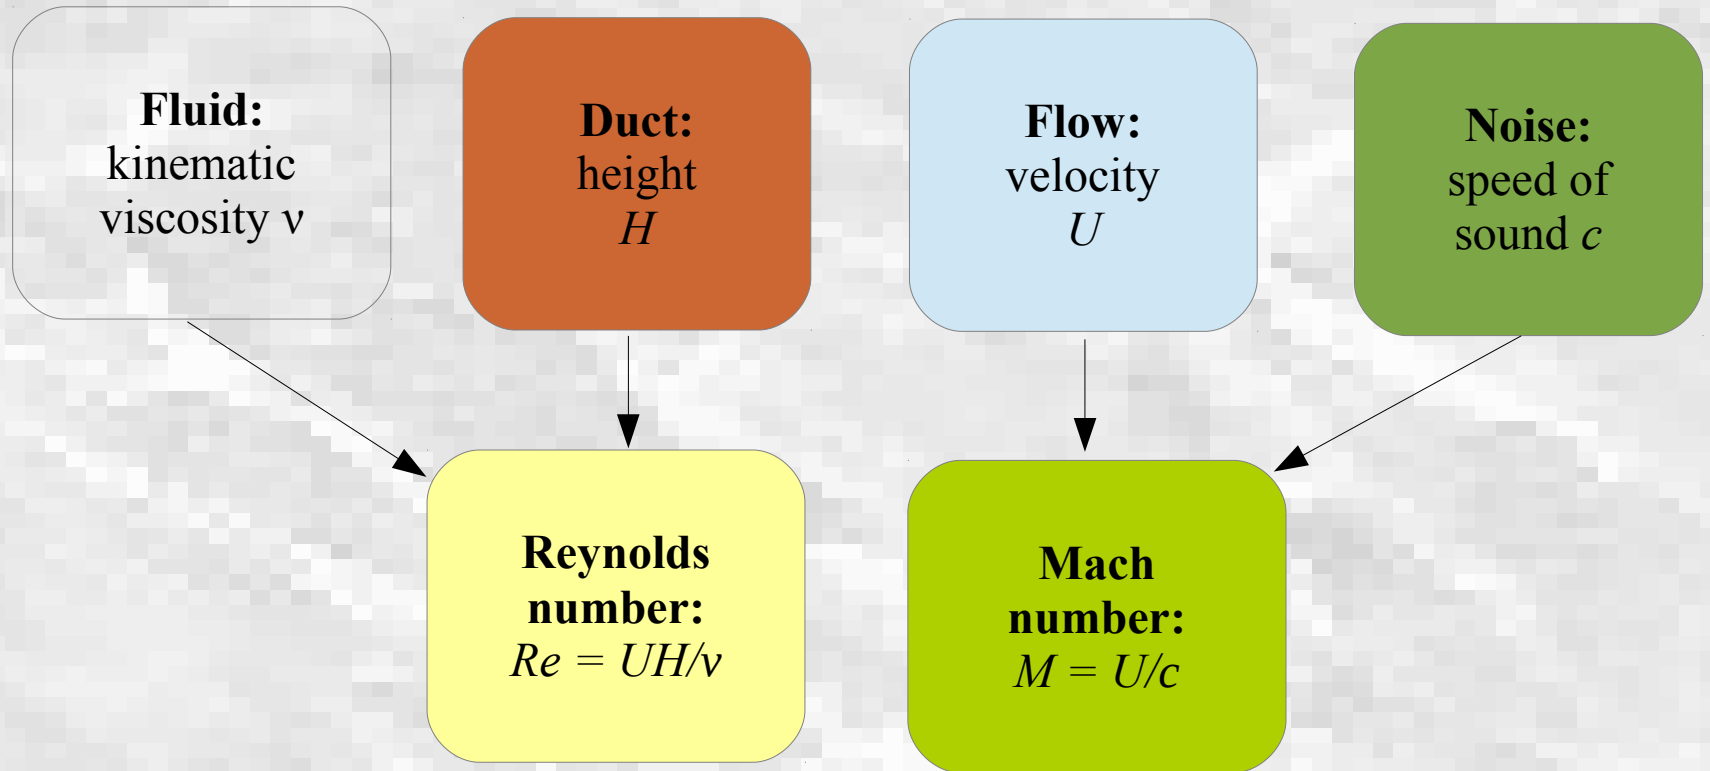 Fluid:
kinematic
viscosity ν
Duct:
height
H
Flow:
velocity
U
Noise:
speed of
sound c
Reynolds
number:
Re = UH/ν
Mach
number:
M = U/c